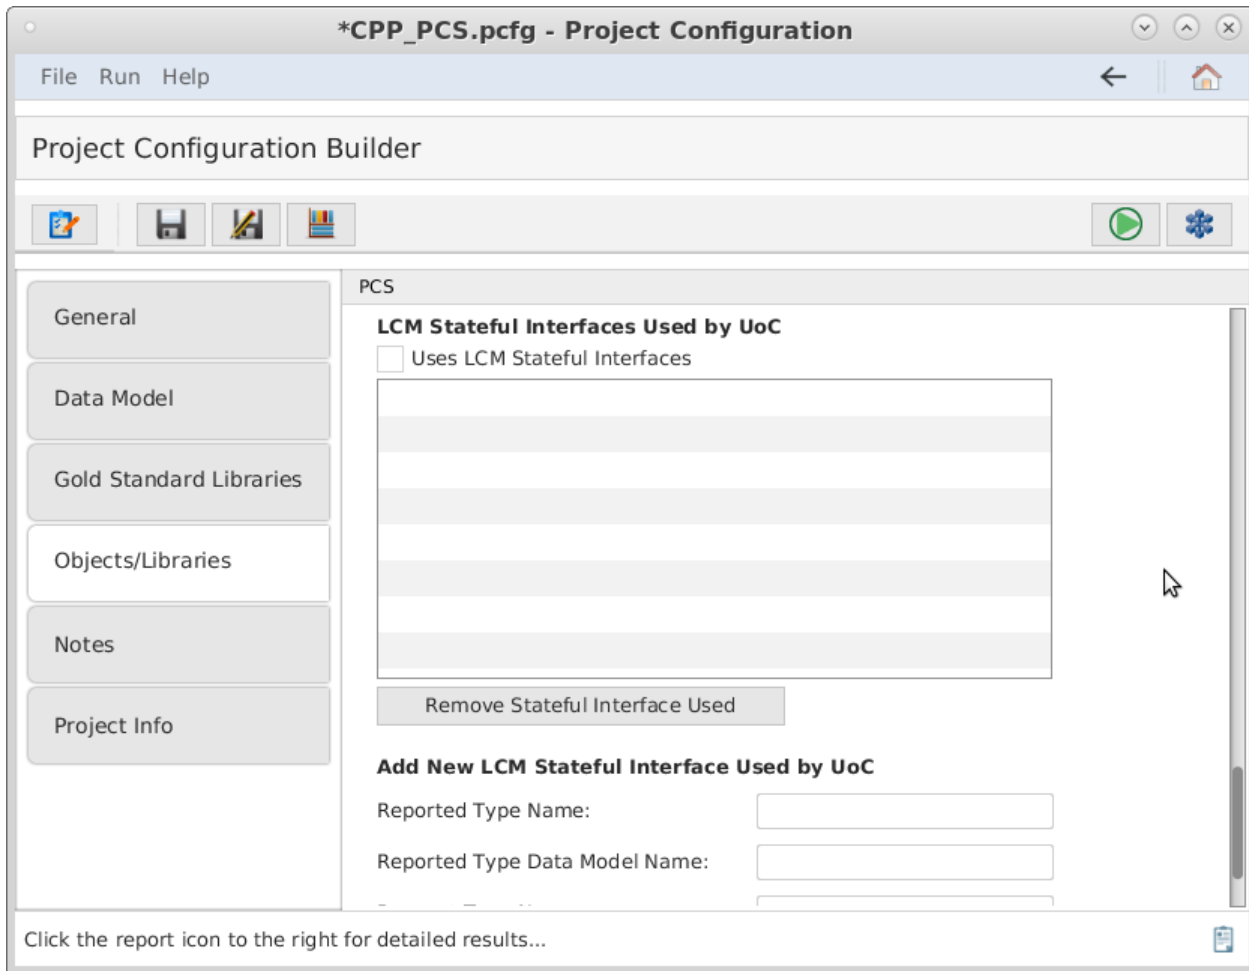 *CPP_PCS.pcfg - Project Configuration
File Run Help
Project Configuration Builder
General
Data Model
Gold Standard Libraries
Objects/Libraries
Notes
Project Info
PCS
LCM Stateful Interfaces Used by UoC
Uses LCM Stateful Interfaces
Remove Stateful Interface Used
Add New LCM Stateful Interface Used by UoC
Reported Type Name:
Reported Type Data Model Name:
Click the report icon to the right for detailed results...